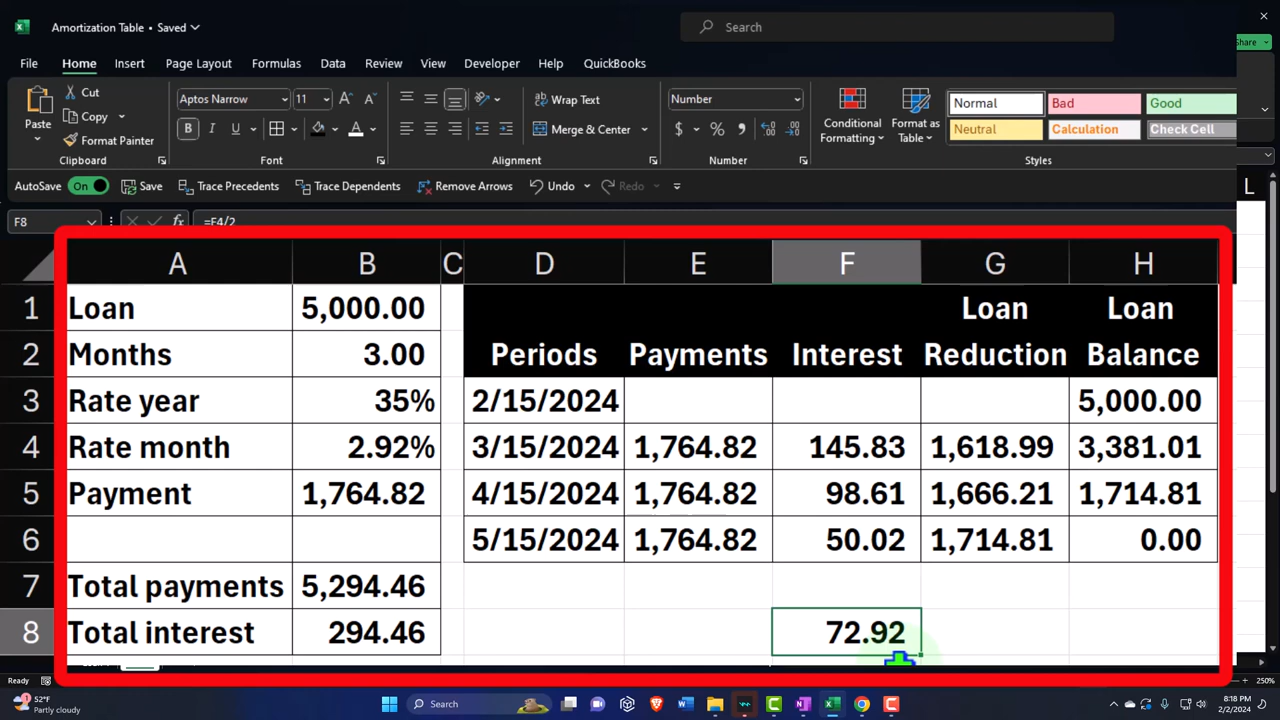 Amortization Table • Saved
Search
Share
File Home Insert Page Layout Formulas Data Review View Developer Help QuickBooks
Paste
Cut
Copy
Format Painter
Clipboard
Aptos Narrow 11
B I U
Font
Wrap Text
Merge & Center
Alignment
Number
$ %
Number
Conditional Formatting
Format as Table
Normal Bad Good
Neutral Calculation Check Cell
Styles
AutoSave On Save Trace Precedents Trace Dependents Remove Arrows Undo Redo
F8 fx =F4/2
A B C D E F G H L
1 Loan 5,000.00 Loan Loan
2 Months 3.00 Periods Payments Interest Reduction Balance
3 Rate year 35% 2/15/2024 5,000.00
4 Rate month 2.92% 3/15/2024 1,764.82 145.83 1,618.99 3,381.01
5 Payment 1,764.82 4/15/2024 1,764.82 98.61 1,666.21 1,714.81
6 5/15/2024 1,764.82 50.02 1,714.81 0.00
7 Total payments 5,294.46
8 Total interest 294.46 72.92
Ready 250%
52°F
Partly cloudy
Search
8:18 PM
2/2/2024